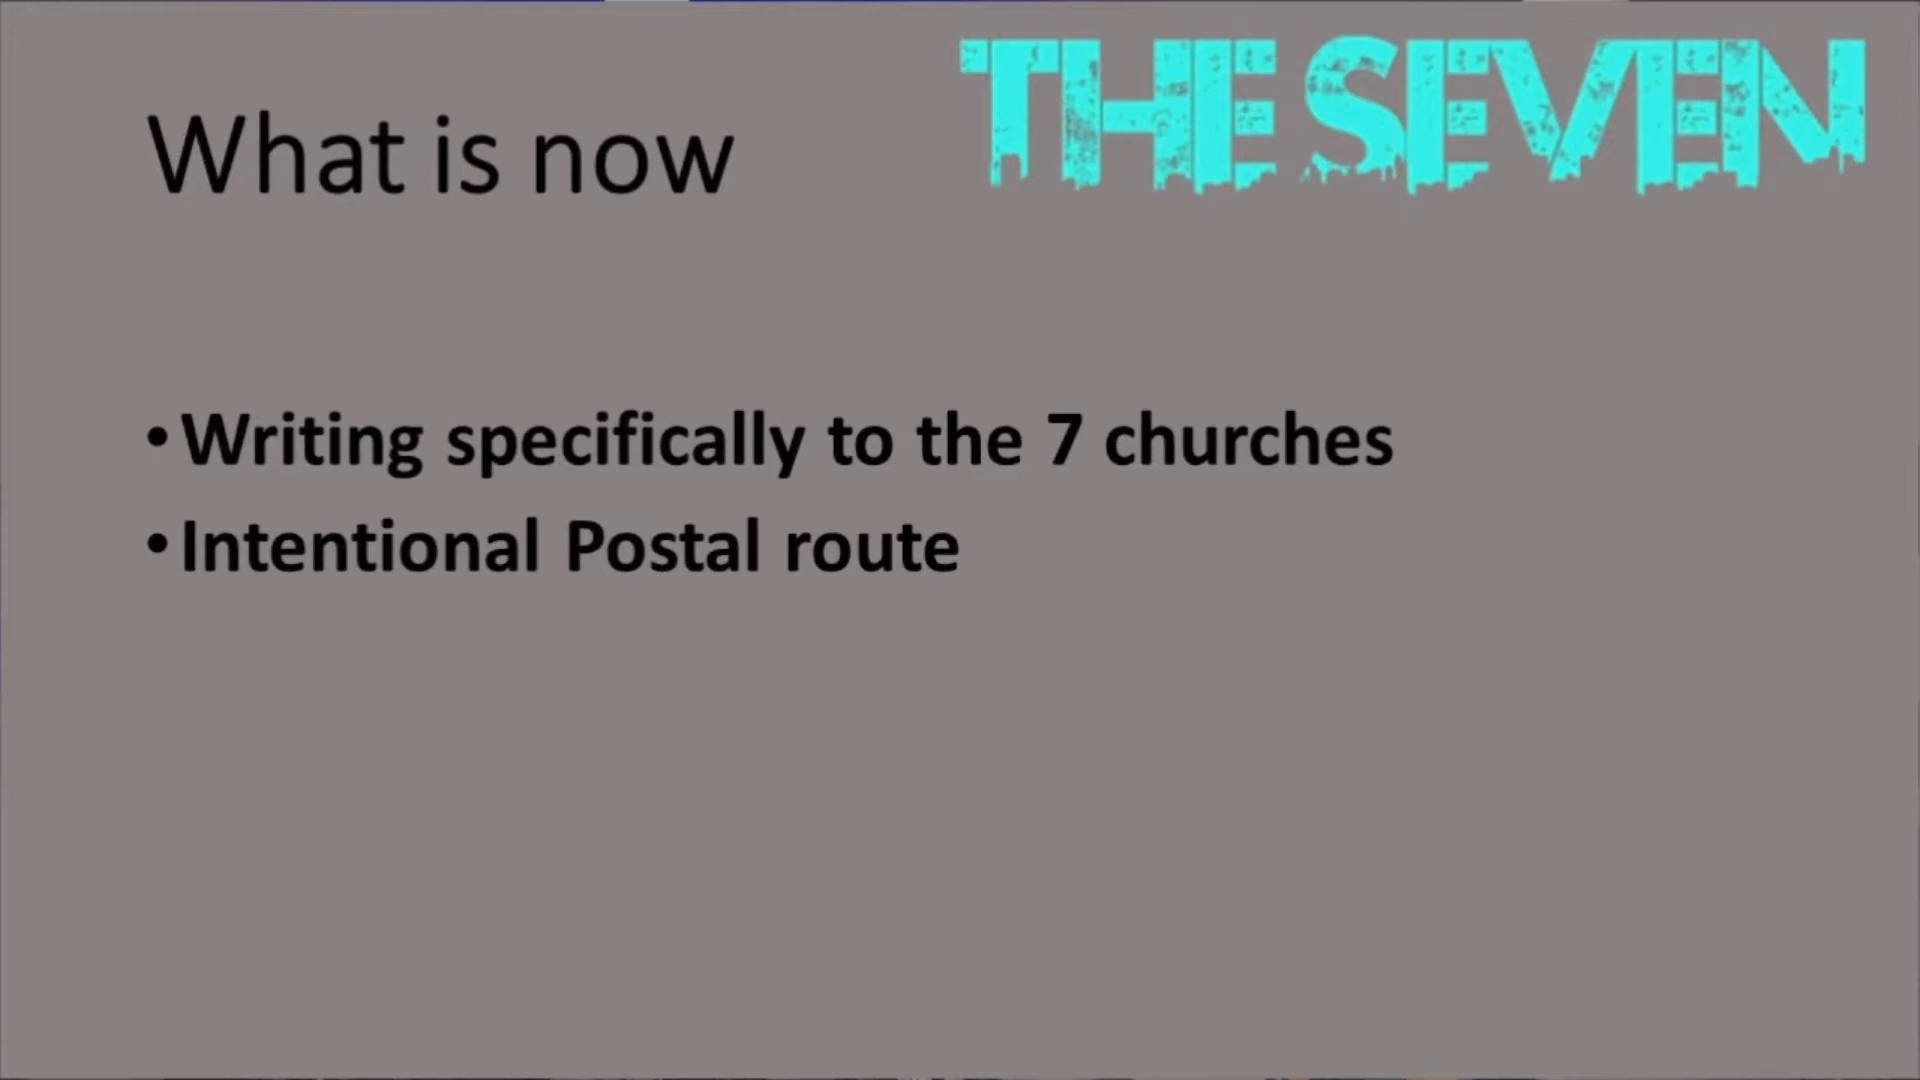 THE SEVEN
What is now
• Writing specifically to the 7 churches
• Intentional Postal route